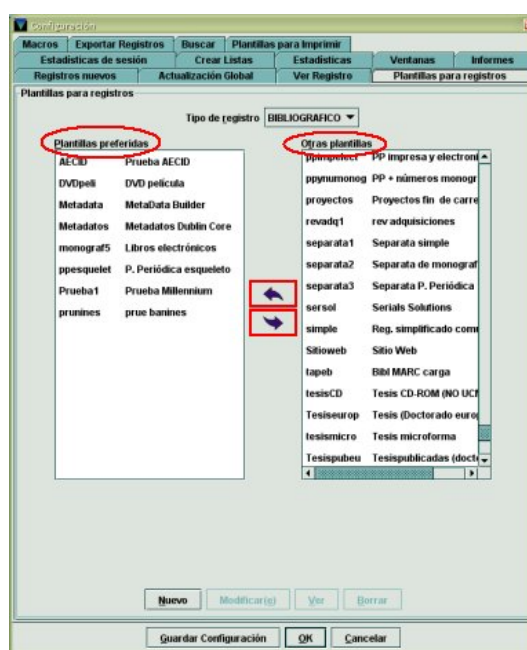 Configuración
Macros Exportar Registros Buscar Plantillas para Imprimir
Estadísticas de sesión Crear Listas Estadísticas Ventanas Informes
Registros nuevos Actualización Global Ver Registro Plantillas para registros
Plantillas para registros
Tipo de registro BIBLIOGRAFICO
Plantillas preferidas
AECID Prueba AECID
DVDpeli DVD película
Metadata MetaData Builder
Metadatos Metadatos Dublin Core
monograf5 Libros electrónicos
ppesquelet P. Periódica esqueleto
Prueba1 Prueba Millennium
prunines prue banines
Otras plantillas
ppimpelect PP impresa y electroni
ppynumonog PP + números monogr
proyectos Proyectos fin de carre
revadq1 rev adquisiciones
separata1 Separata simple
separata2 Separata de monograf
separata3 Separata P. Periódica
sersol Serials Solutions
simple Reg. simplificado com
Sitioweb Sitio Web
tapeb Bibl MARC carga
tesisCD Tesis CD-ROM (NO UCM
Tesiseurop Tesis (Doctorado euro
tesismicro Tesis microforma
Tesispubeu Tesispublicadas (docto
Nuevo Modificar(e) Ver Borrar
Guardar Configuración OK Cancelar